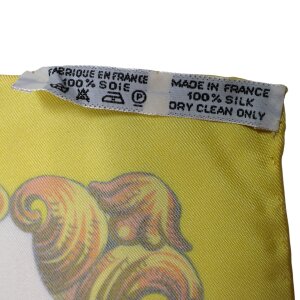 FABRIQUE EN FRANCE
100% SOIE
P
MADE IN FRANCE
100% SILK
DRY CLEAN ONLY